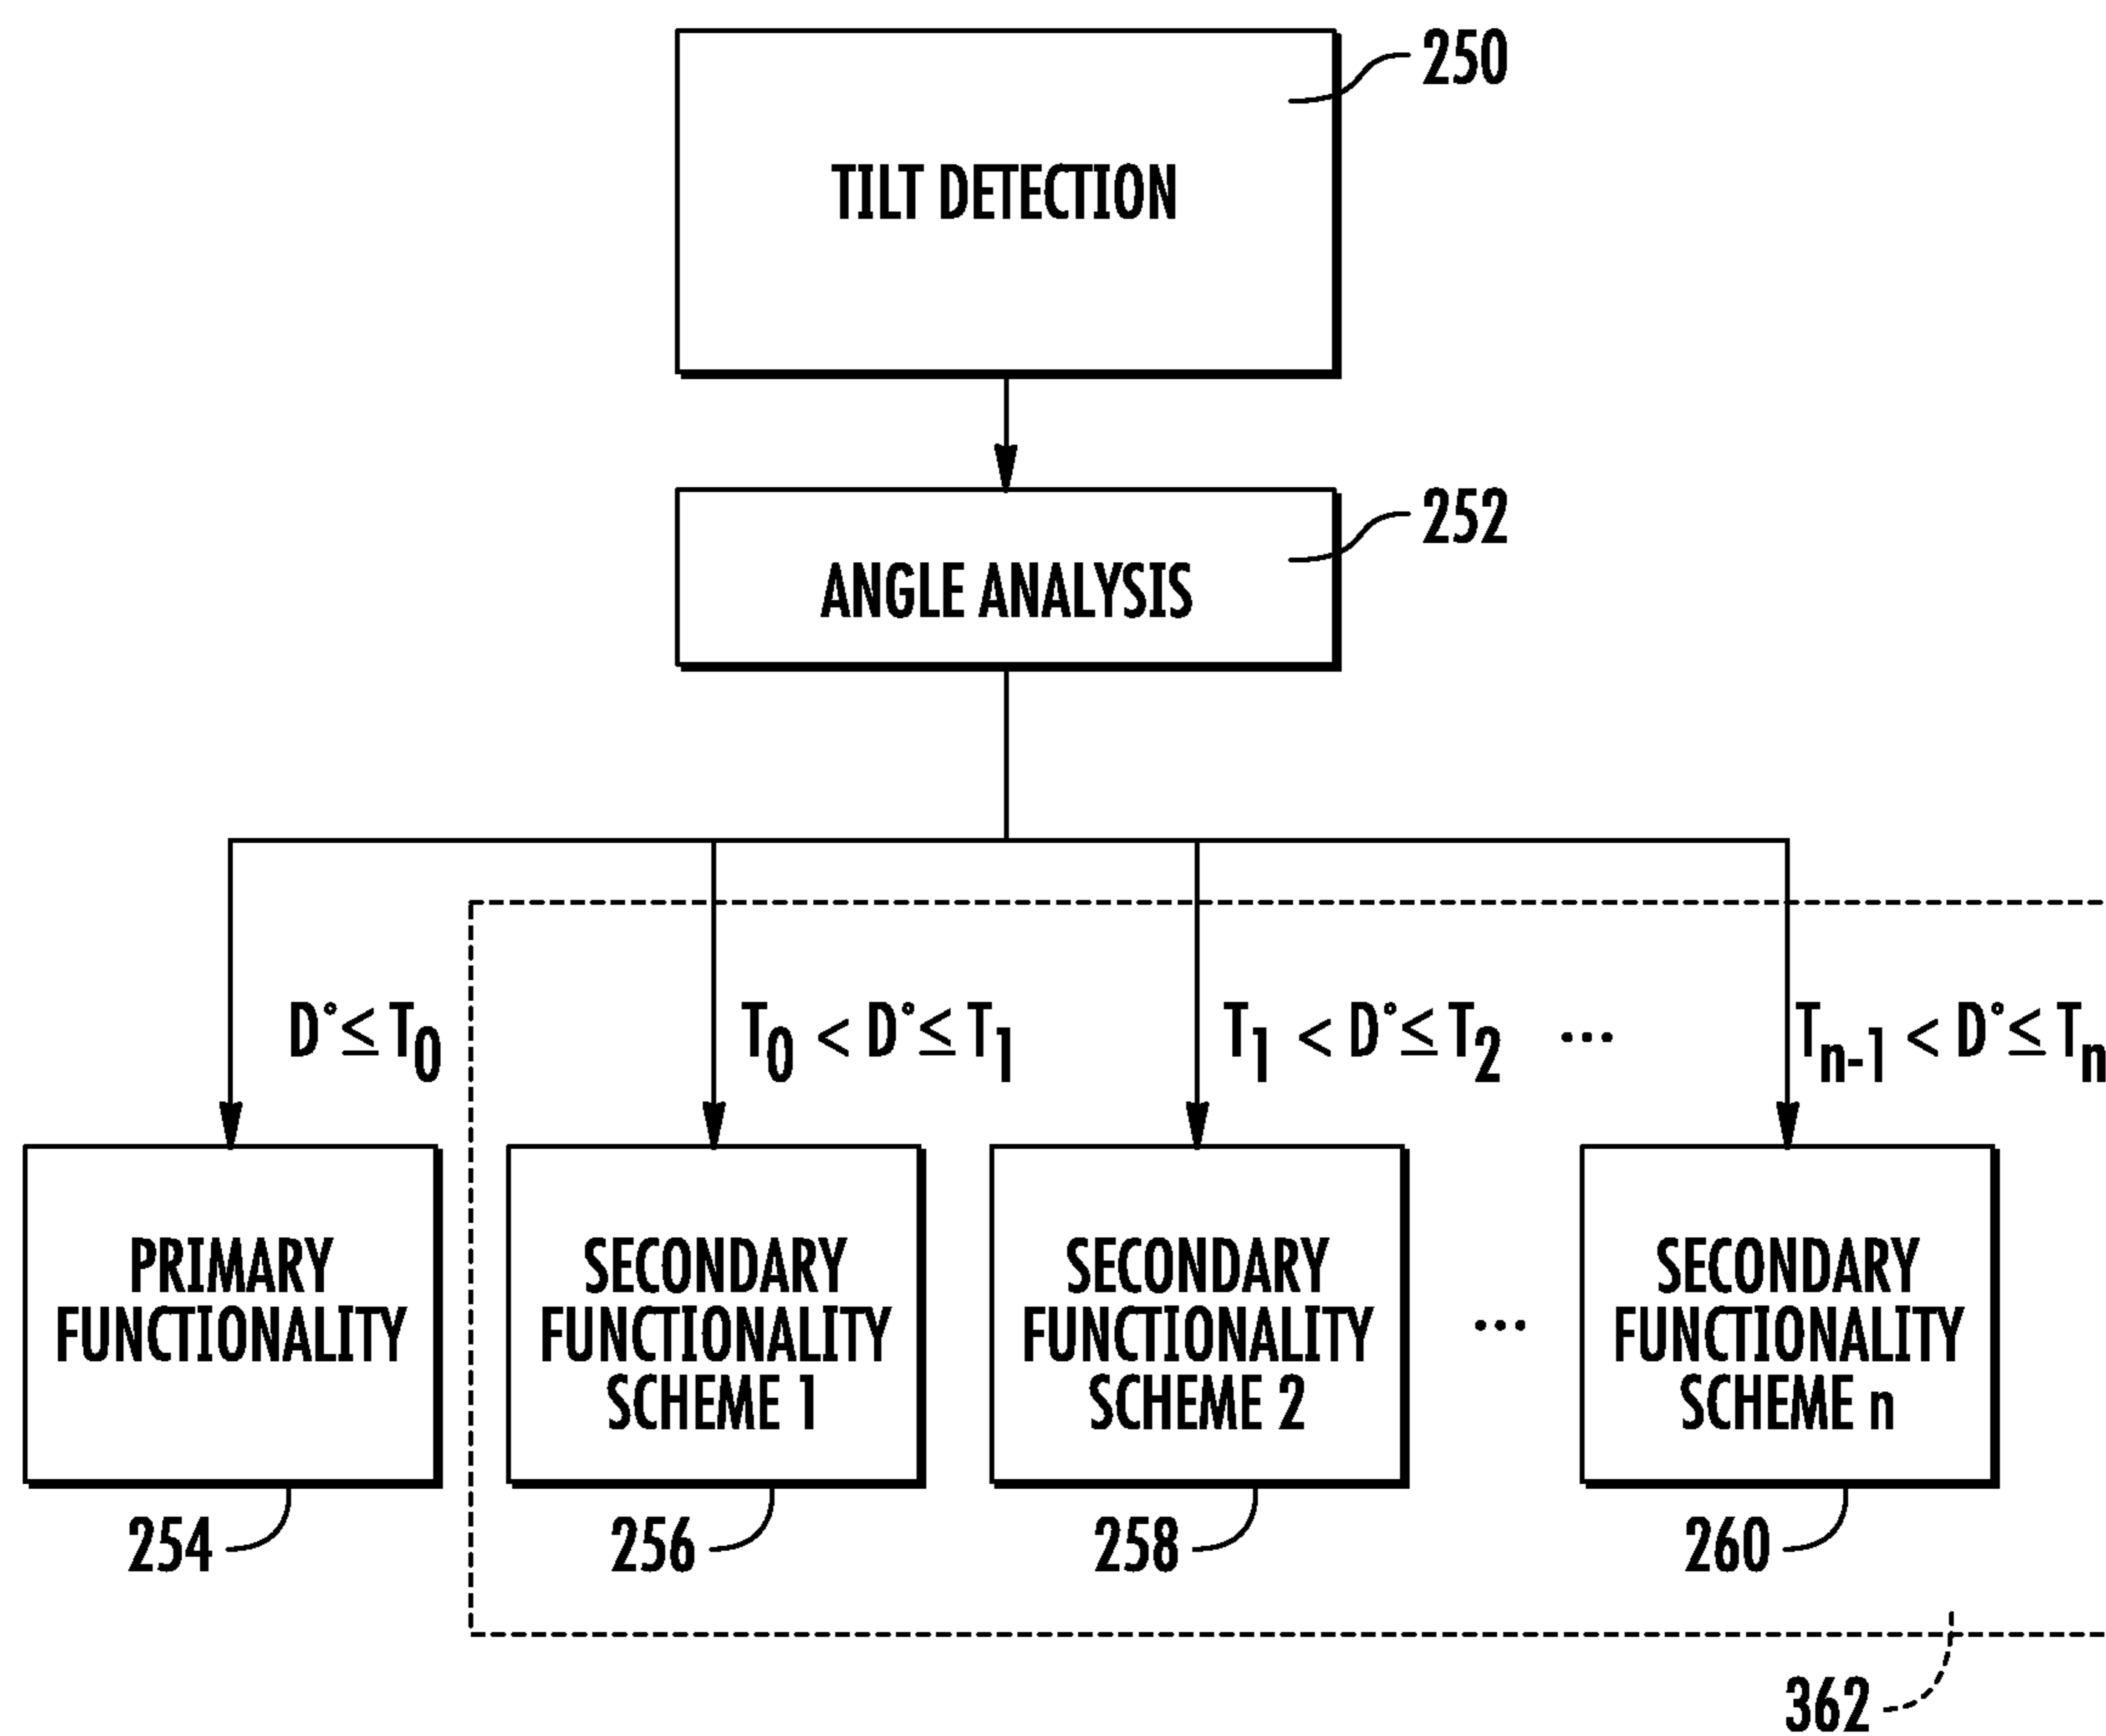 250
TILT DETECTION
252
ANGLE ANALYSIS
D°≤T0
T0 < D°≤T1
T1 < D°≤T2
...
Tn-1 < D°≤Tn
PRIMARY
FUNCTIONALITY
SECONDARY
FUNCTIONALITY
SCHEME 1
SECONDARY
FUNCTIONALITY
SCHEME 2
...
SECONDARY
FUNCTIONALITY
SCHEME n
254
256
258
260
362